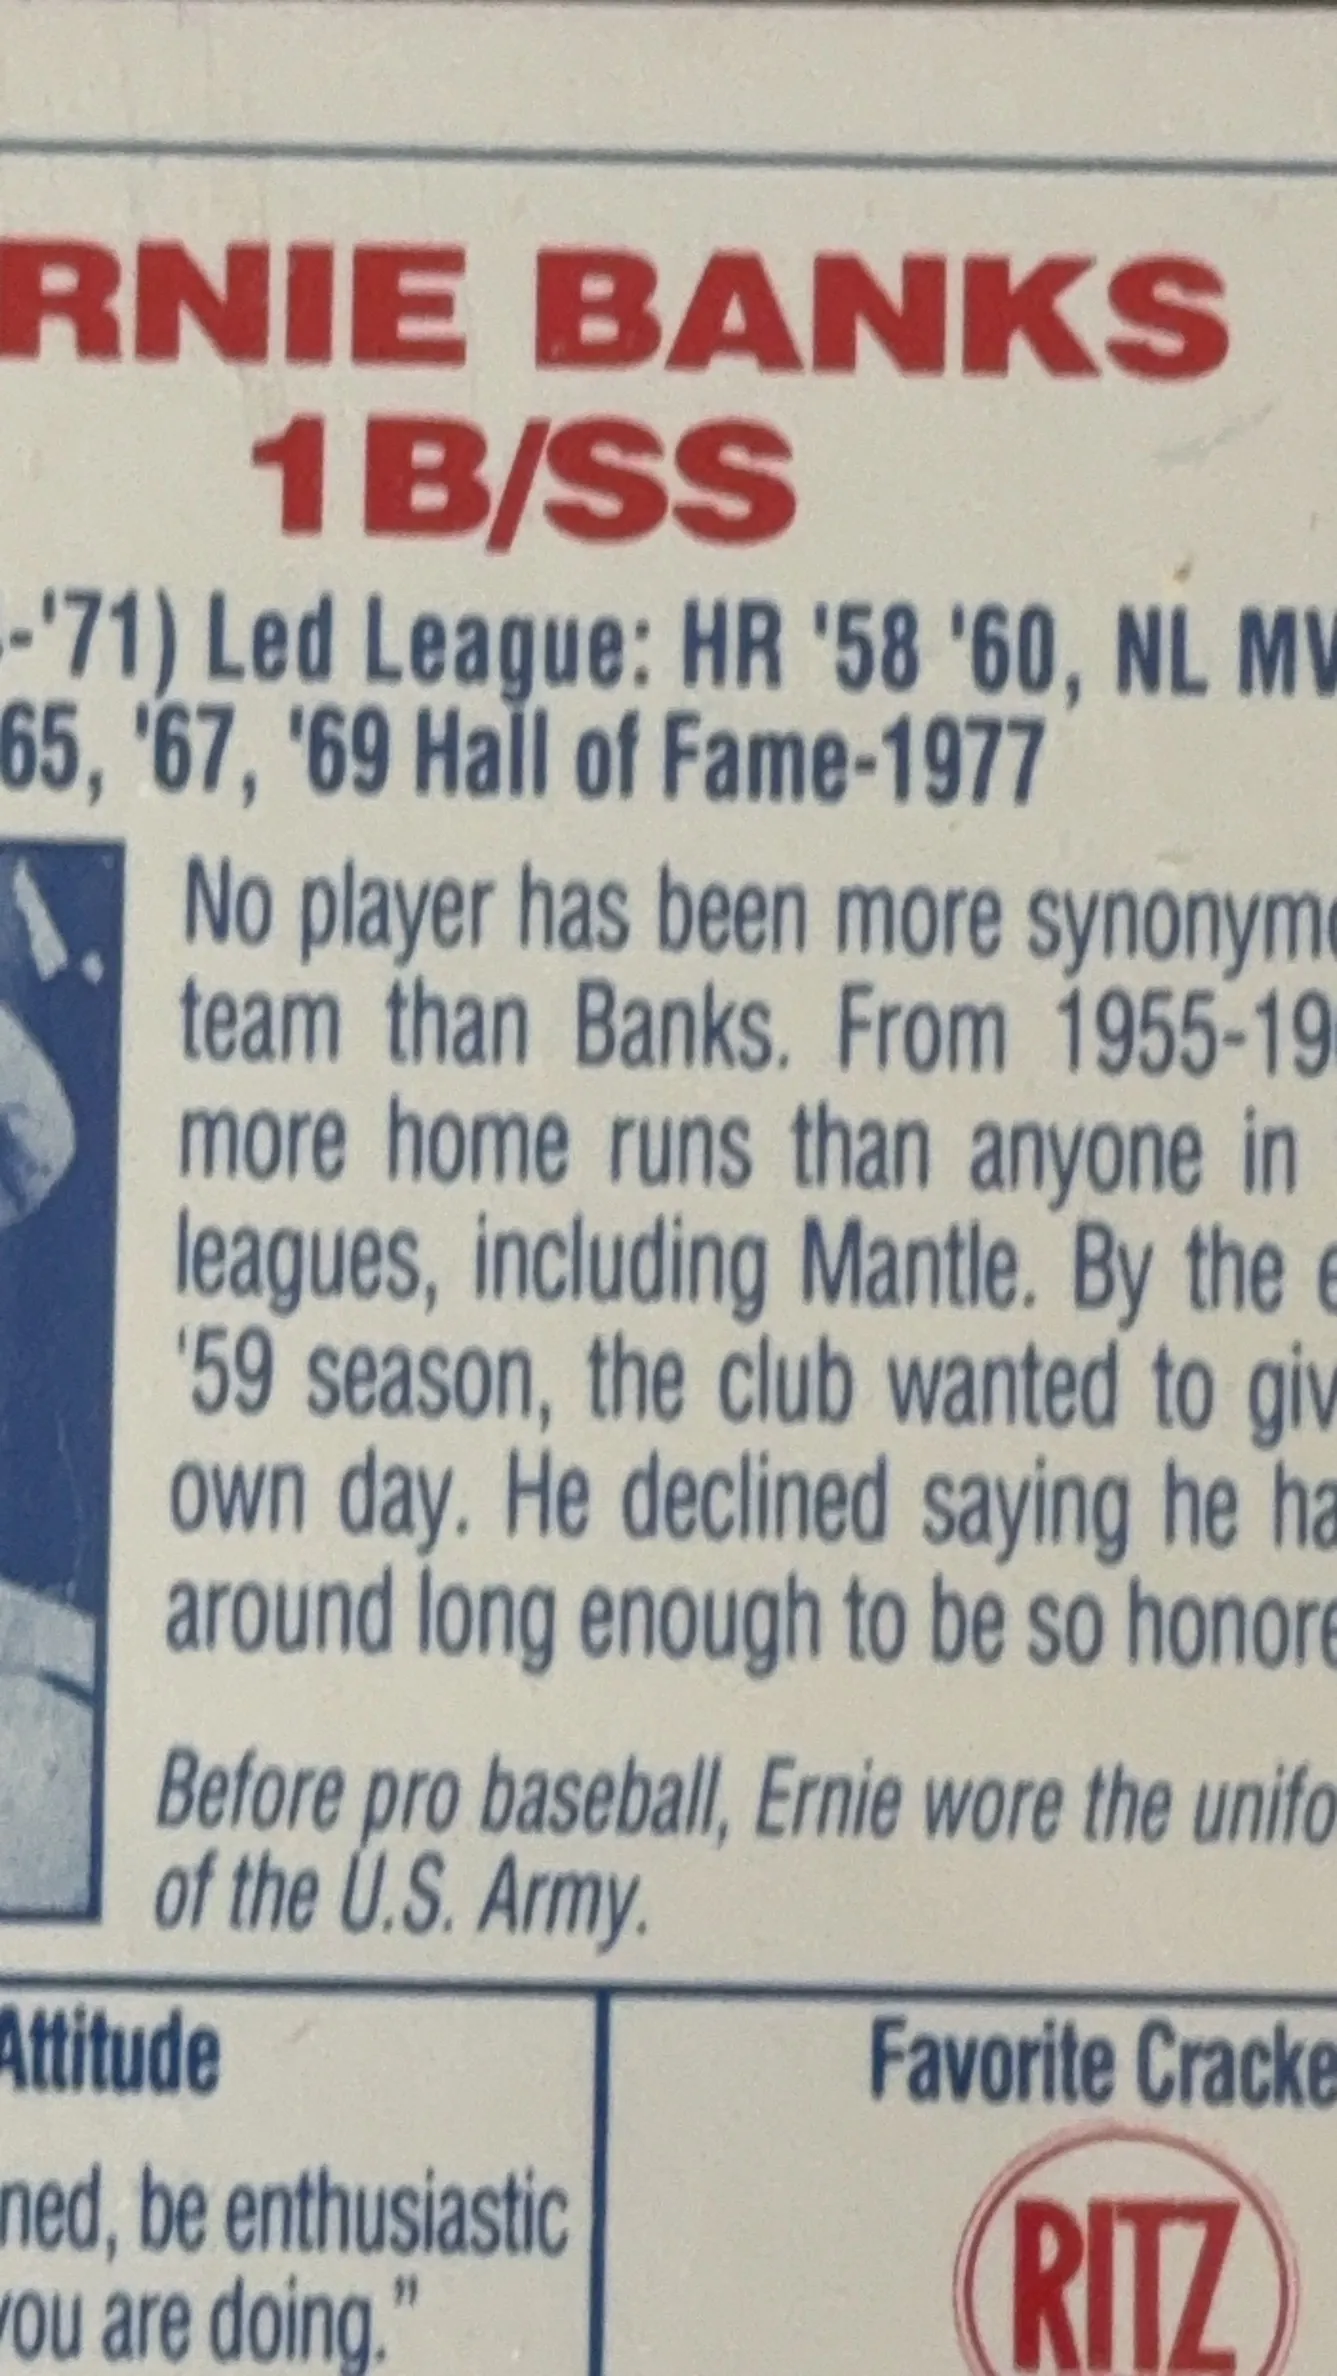 RNIE BANKS
1B/SS
-'71) Led League: HR '58 '60, NL MV
65, '67, '69 Hall of Fame-1977
No player has been more synonym
team than Banks. From 1955-19
more home runs than anyone in
leagues, including Mantle. By the e
'59 season, the club wanted to giv
own day. He declined saying he ha
around long enough to be so honore
Before pro baseball, Ernie wore the unifo
of the U.S. Army.
Attitude
Favorite Cracke
ned, be enthusiastic
you are doing."
RITZ